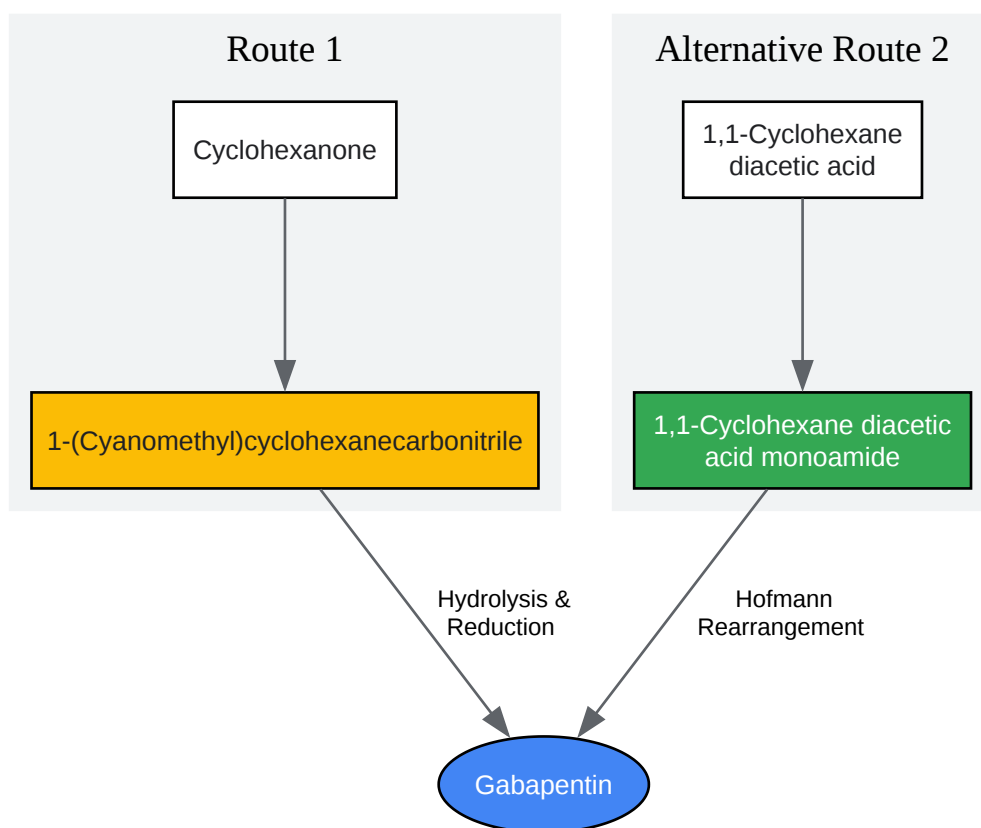 Route 1
Cyclohexanone
1-(Cyanomethyl)cyclohexanecarbonitrile
Hydrolysis &
Reduction
Alternative Route 2
1,1-Cyclohexane
diacetic acid
1,1-Cyclohexane diacetic
acid monoamide
Hofmann
Rearrangement
Gabapentin